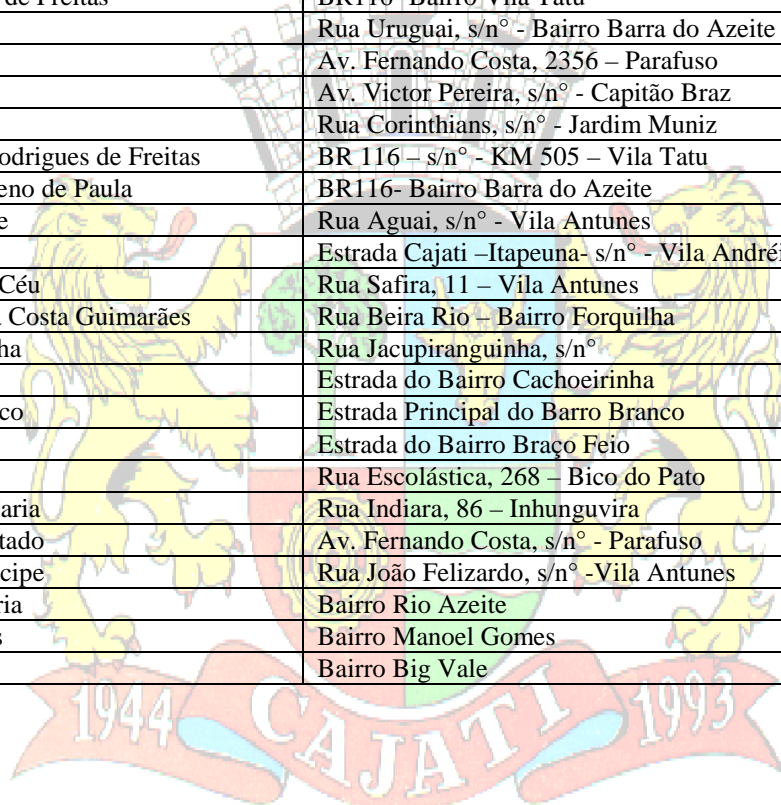 de Freitas BR116- Bairro Vila Tatu
Rua Uruguai, s/n° - Bairro Barra do Azeite
Av. Fernando Costa, 2356 – Parafuso
Av. Victor Pereira, s/n° - Capitão Braz
Rua Corinthians, s/n° - Jardim Muniz
odrigues de Freitas BR 116 – s/n° - KM 505 – Vila Tatu
eno de Paula BR116- Bairro Barra do Azeite
e Rua Aguai, s/n° - Vila Antunes
Estrada Cajati –Itapeuna- s/n° - Vila Andréi
Céu Rua Safira, 11 – Vila Antunes
a Costa Guimarães Rua Beira Rio – Bairro Forquilha
ha Rua Jacupiranguinha, s/n°
Estrada do Bairro Cachoeirinha
co Estrada Principal do Barro Branco
Estrada do Bairro Braço Feio
Rua Escolástica, 268 – Bico do Pato
aria Rua Indiara, 86 – Inhunguvira
tado Av. Fernando Costa, s/n° - Parafuso
cipe Rua João Felizardo, s/n° -Vila Antunes
ria Bairro Rio Azeite
s Bairro Manoel Gomes
Bairro Big Vale
1944 CAJATI 1993